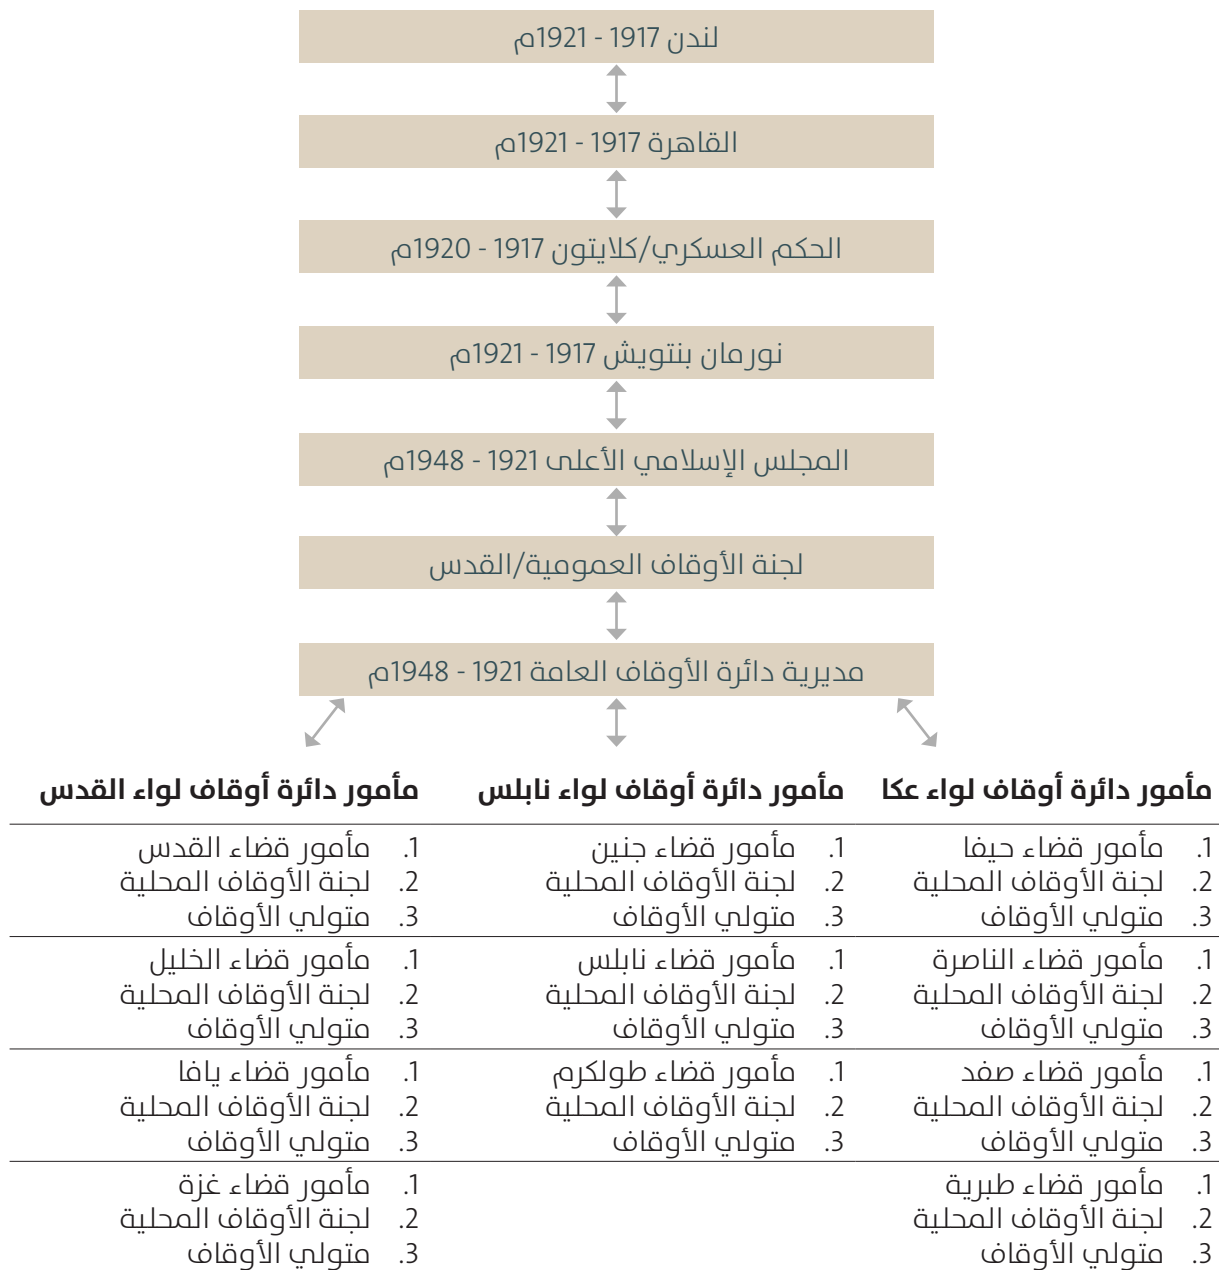 لندن 1917 - 1921م
القاهرة 1917 - 1921م
الحكم العسكري/كلايتون 1917 - 1920م
نورمان بنتويش 1917 - 1921م
المجلس الإسلامي الأعلى 1921 - 1948م
لجنة الأوقاف العمومية/القدس
مديرية دائرة الأوقاف العامة 1921 - 1948م
مأمور دائرة أوقاف لواء عكا
1. مأمور قضاء حيفا
2. لجنة الأوقاف المحلية
3. متولي الأوقاف
1. مأمور قضاء الناصرة
2. لجنة الأوقاف المحلية
3. متولي الأوقاف
1. مأمور قضاء صفد
2. لجنة الأوقاف المحلية
3. متولي الأوقاف
1. مأمور قضاء طبرية
2. لجنة الأوقاف المحلية
3. متولي الأوقاف
مأمور دائرة أوقاف لواء نابلس
1. مأمور قضاء جنين
2. لجنة الأوقاف المحلية
3. متولي الأوقاف
1. مأمور قضاء نابلس
2. لجنة الأوقاف المحلية
3. متولي الأوقاف
1. مأمور قضاء طولكرم
2. لجنة الأوقاف المحلية
3. متولي الأوقاف
مأمور دائرة أوقاف لواء القدس
1. مأمور قضاء القدس
2. لجنة الأوقاف المحلية
3. متولي الأوقاف
1. مأمور قضاء الخليل
2. لجنة الأوقاف المحلية
3. متولي الأوقاف
1. مأمور قضاء يافا
2. لجنة الأوقاف المحلية
3. متولي الأوقاف
1. مأمور قضاء غزة
2. لجنة الأوقاف المحلية
3. متولي الأوقاف